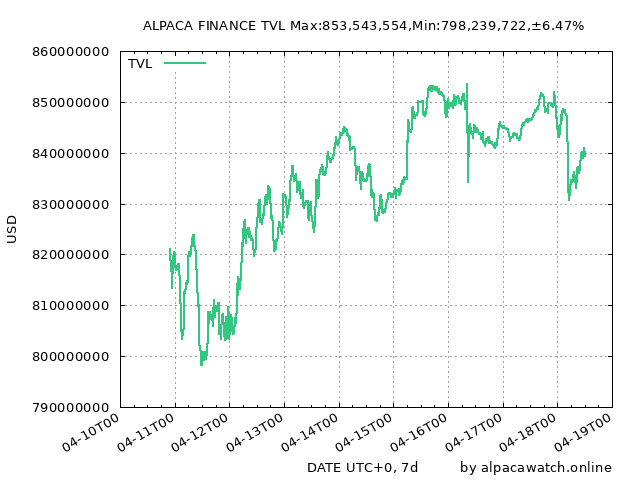 ALPACA FINANCE TVL Max:853,543,554,Min:798,239,722,±6.47%
TVL
860000000
850000000
840000000
830000000
820000000
810000000
800000000
790000000
USD
04-10T00
04-11T00
04-12T00
04-13T00
04-14T00
04-15T00
04-16T00
04-17T00
04-18T00
04-19T00
DATE UTC+0, 7d
by alpacawatch.online